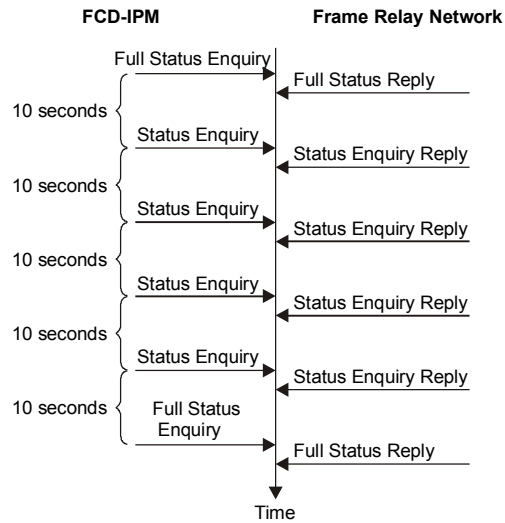 FCD-IPM
Frame Relay Network
Full Status Enquiry
Full Status Reply
10 seconds
Status Enquiry
Status Enquiry Reply
10 seconds
Status Enquiry
Status Enquiry Reply
10 seconds
Status Enquiry
Status Enquiry Reply
10 seconds
Status Enquiry
Status Enquiry Reply
10 seconds
Full Status
Enquiry
Full Status Reply
Time